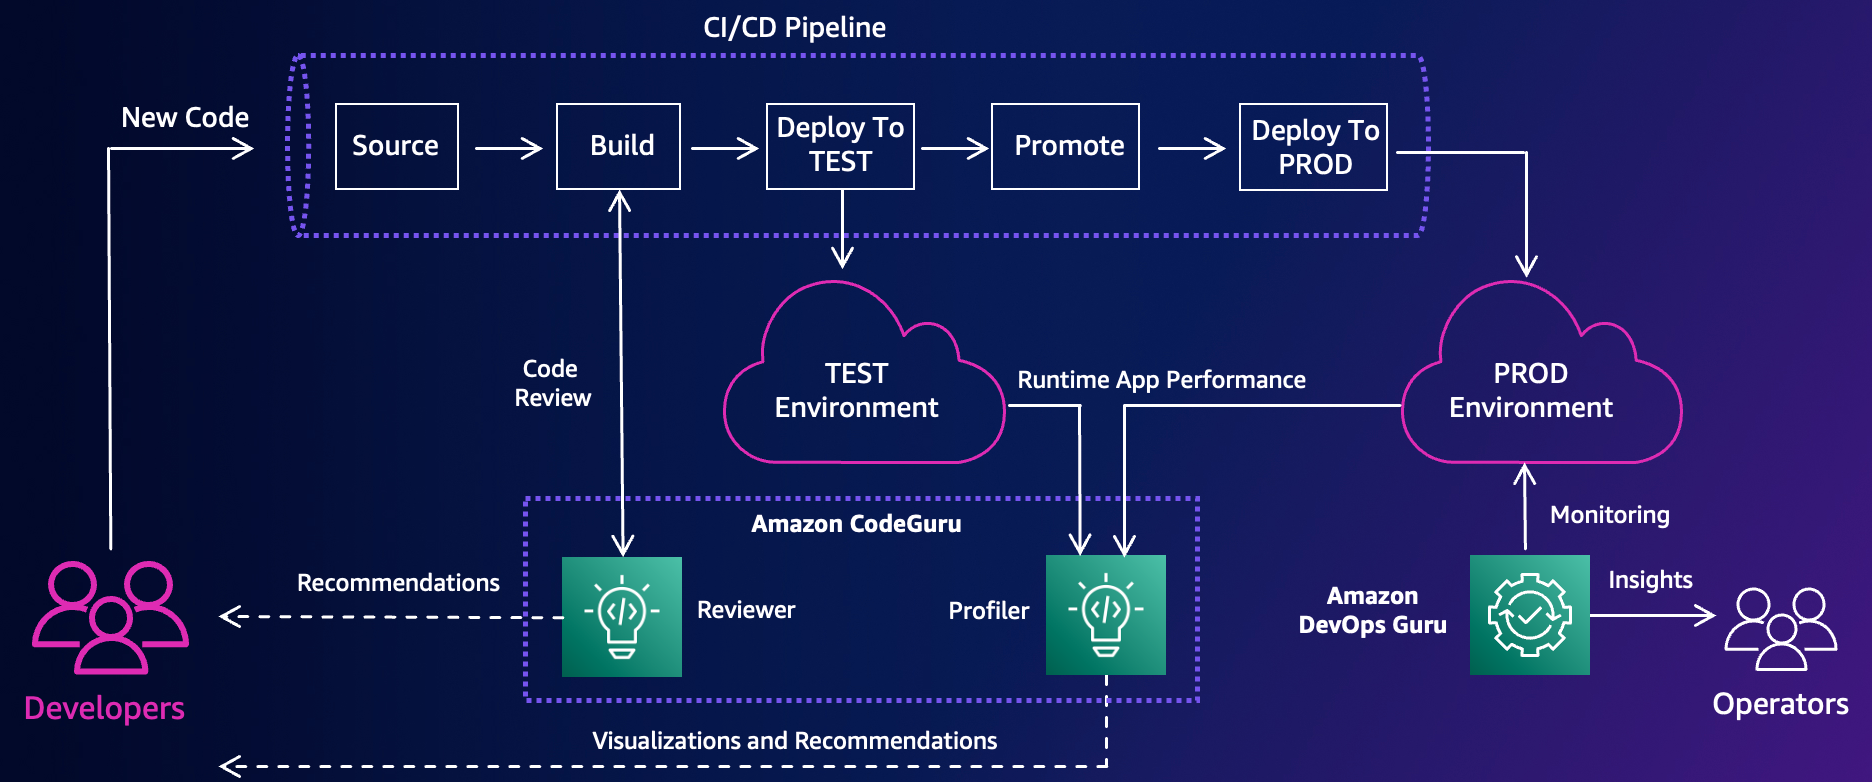 CI/CD Pipeline
New Code
Source
Build
Deploy To
TEST
Promote
Deploy To
PROD
Code
Review
TEST
Environment
Runtime App Performance
PROD
Environment
Amazon CodeGuru
Monitoring
Recommendations
Reviewer
Profiler
Amazon
DevOps Guru
Insights
Developers
Operators
Visualizations and Recommendations